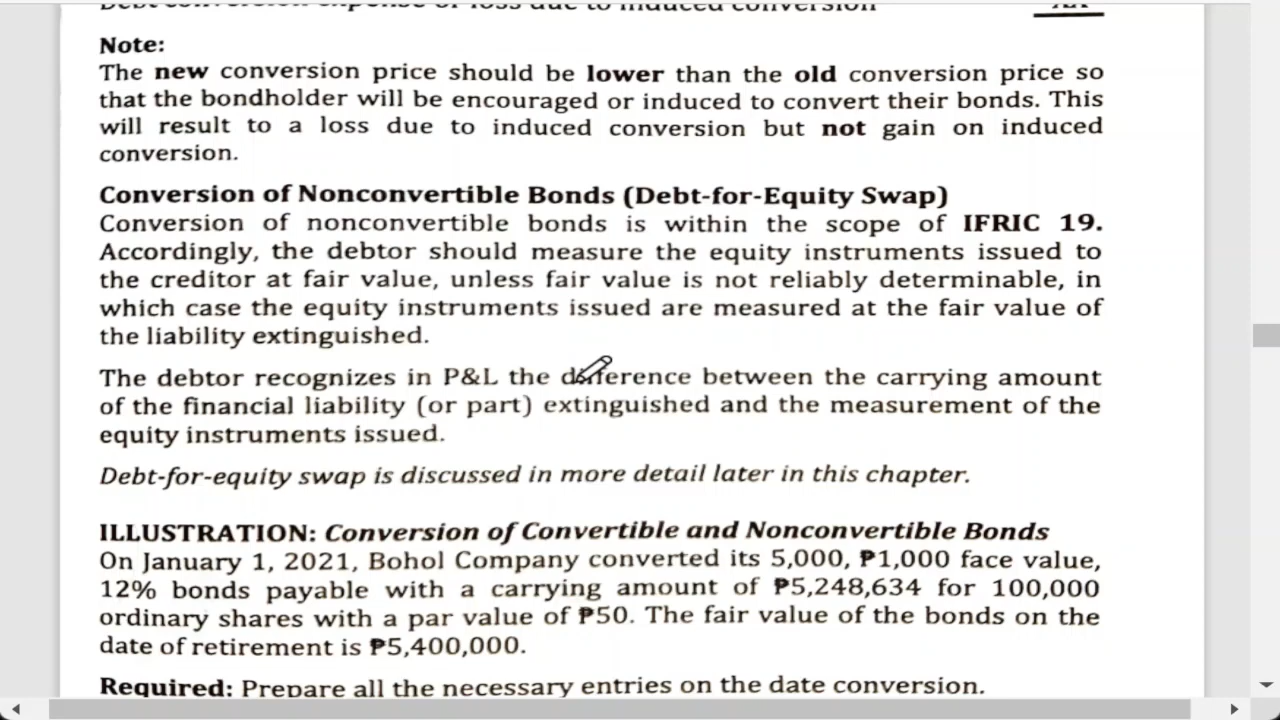 Debt conversion expense or loss due to induced conversion
Note:
The new conversion price should be lower than the old conversion price so
that the bondholder will be encouraged or induced to convert their bonds. This
will result to a loss due to induced conversion but not gain on induced
conversion.
Conversion of Nonconvertible Bonds (Debt-for-Equity Swap)
Conversion of nonconvertible bonds is within the scope of IFRIC 19.
Accordingly, the debtor should measure the equity instruments issued to
the creditor at fair value, unless fair value is not reliably determinable, in
which case the equity instruments issued are measured at the fair value of
the liability extinguished.
The debtor recognizes in P&L the difference between the carrying amount
of the financial liability (or part) extinguished and the measurement of the
equity instruments issued.
Debt-for-equity swap is discussed in more detail later in this chapter.
ILLUSTRATION: Conversion of Convertible and Nonconvertible Bonds
On January 1, 2021, Bohol Company converted its 5,000, ₱1,000 face value,
12% bonds payable with a carrying amount of ₱5,248,634 for 100,000
ordinary shares with a par value of ₱50. The fair value of the bonds on the
date of retirement is ₱5,400,000.
Required: Prepare all the necessary entries on the date conversion.